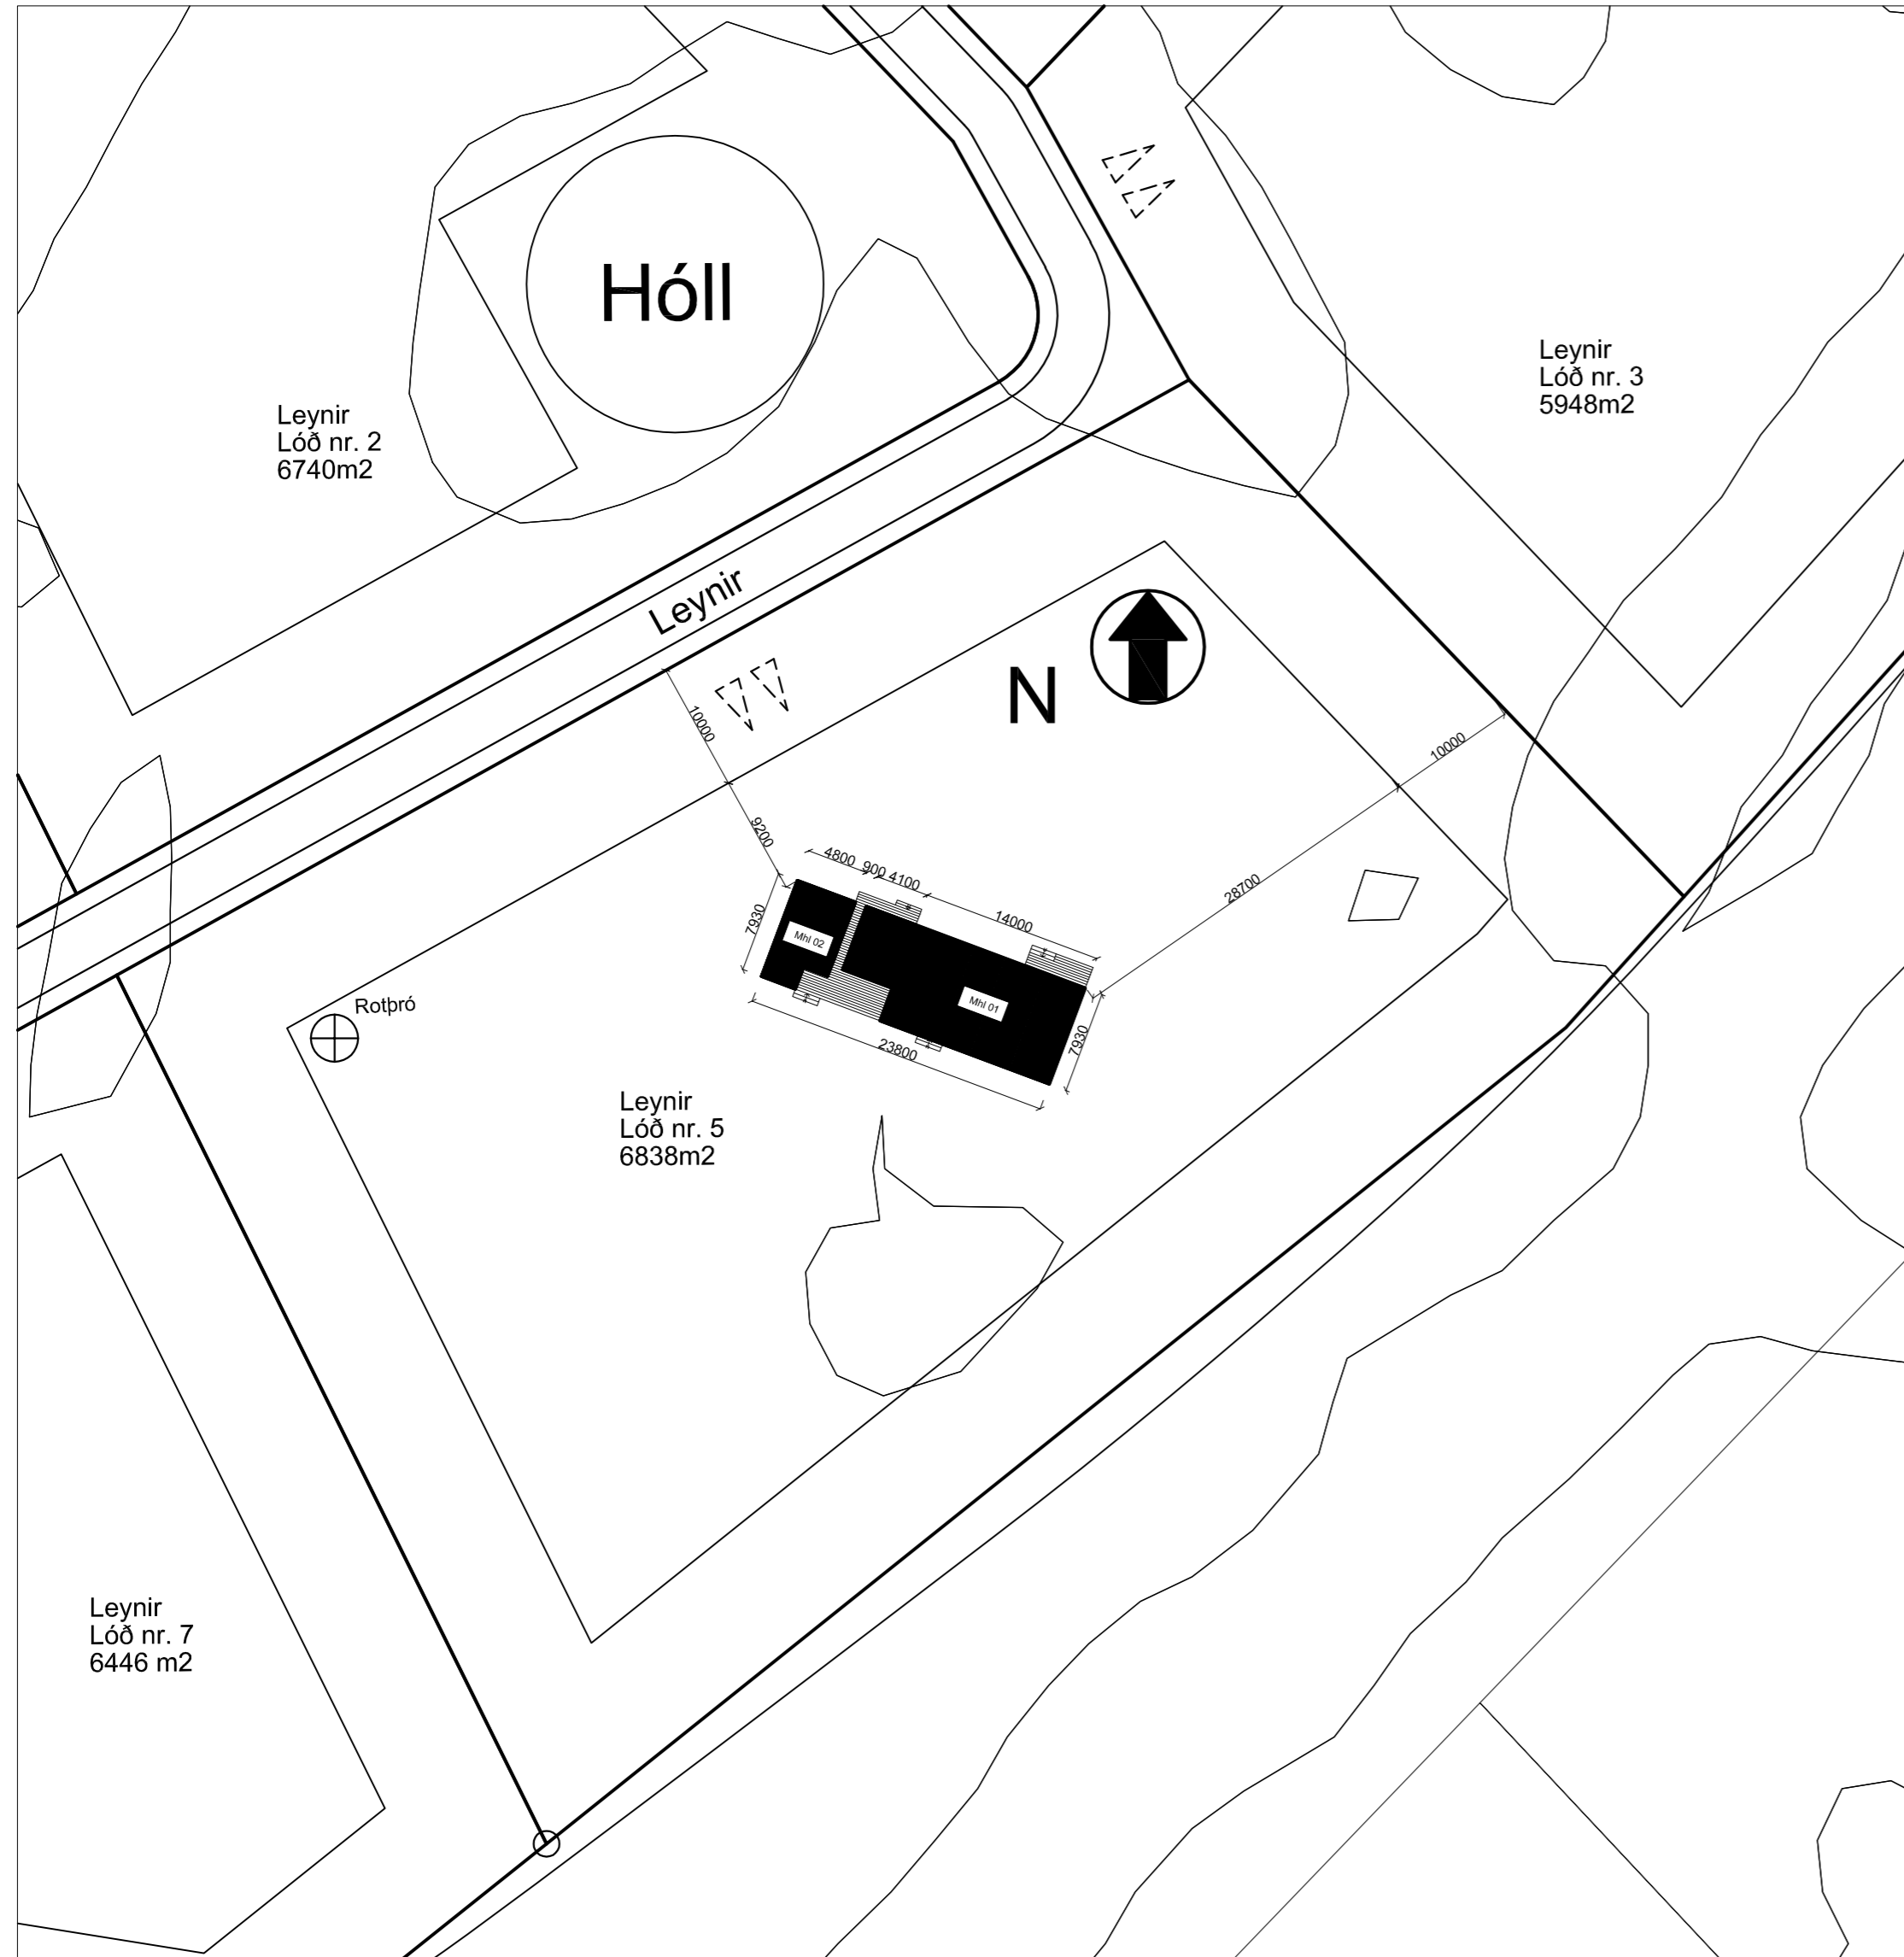 Hóll
Leynir
Lóð nr. 3
5948m2
Leynir
Lóð nr. 2
6740m2
Leynir
N
10000
10000
9200
4800
900
4100
14000
28700
7930
Mhl 02
Mhl 01
7930
23800
Rotþró
Leynir
Lóð nr. 5
6838m2
Leynir
Lóð nr. 7
6446 m2